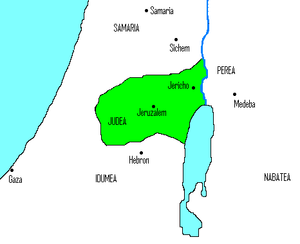 Samaria
SAMARIA
Sichem
PEREA
Jericho
Medeba
Jeruzalem
JUDEA
Hebron
Gaza
IDUMEA
NABATEA